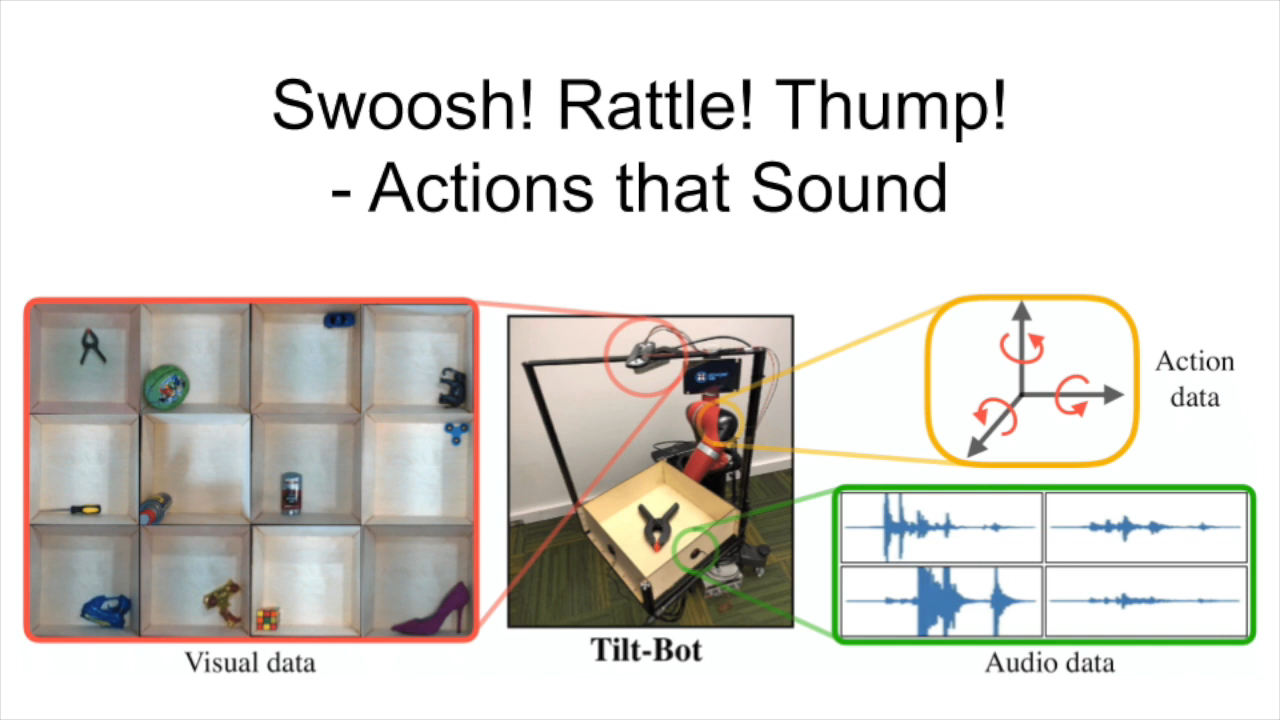 Swoosh! Rattle! Thump!
- Actions that Sound
Action
data
Tilt-Bot
Visual data
Audio data